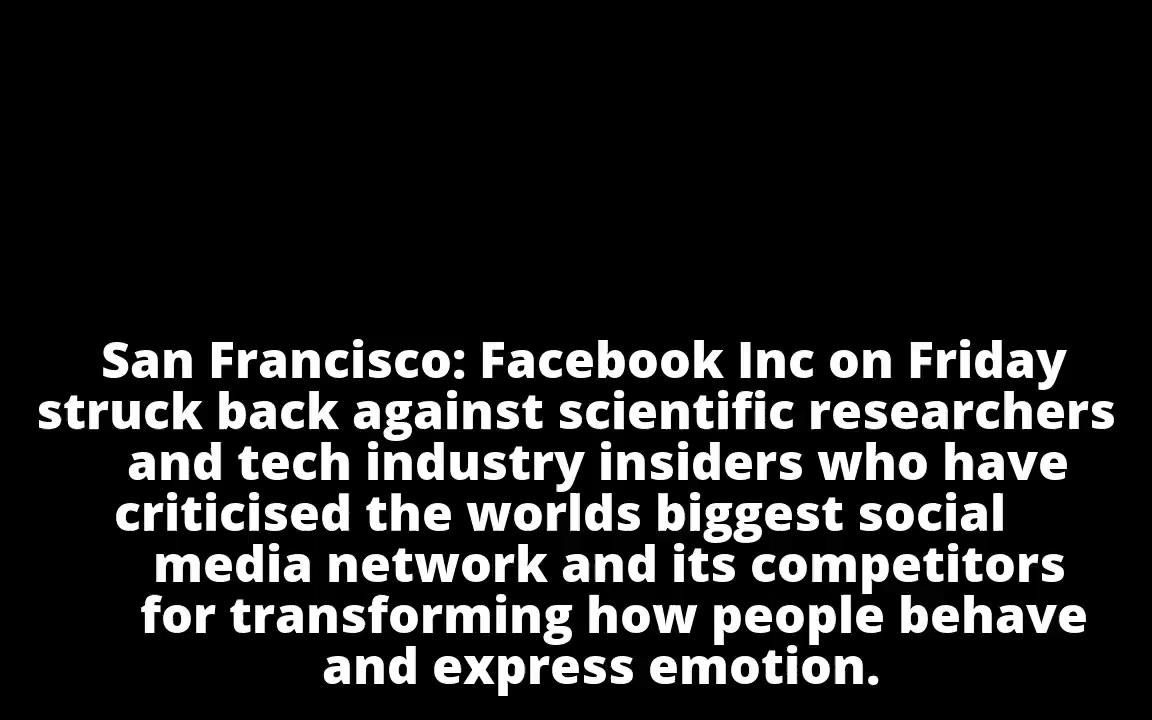 San Francisco: Facebook Inc on Friday
struck back against scientific researchers
and tech industry insiders who have
criticised the worlds biggest social
media network and its competitors
for transforming how people behave
and express emotion.